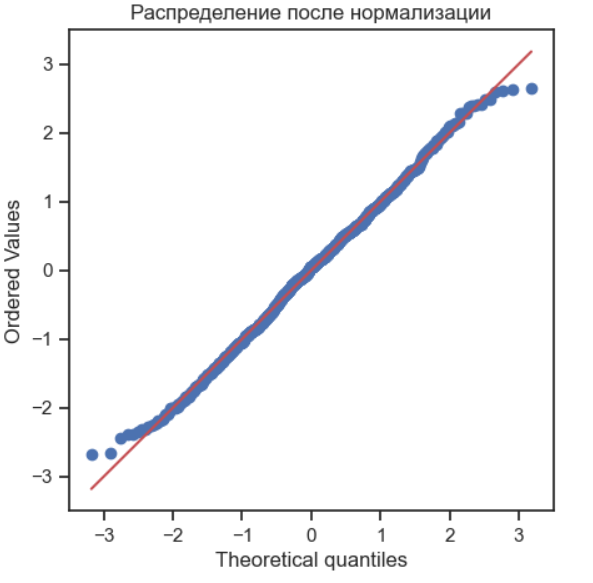 Распределение после нормализации
3
2
1
0
−1
−2
−3
Ordered Values
−3 −2 −1 0 1 2 3
Theoretical quantiles